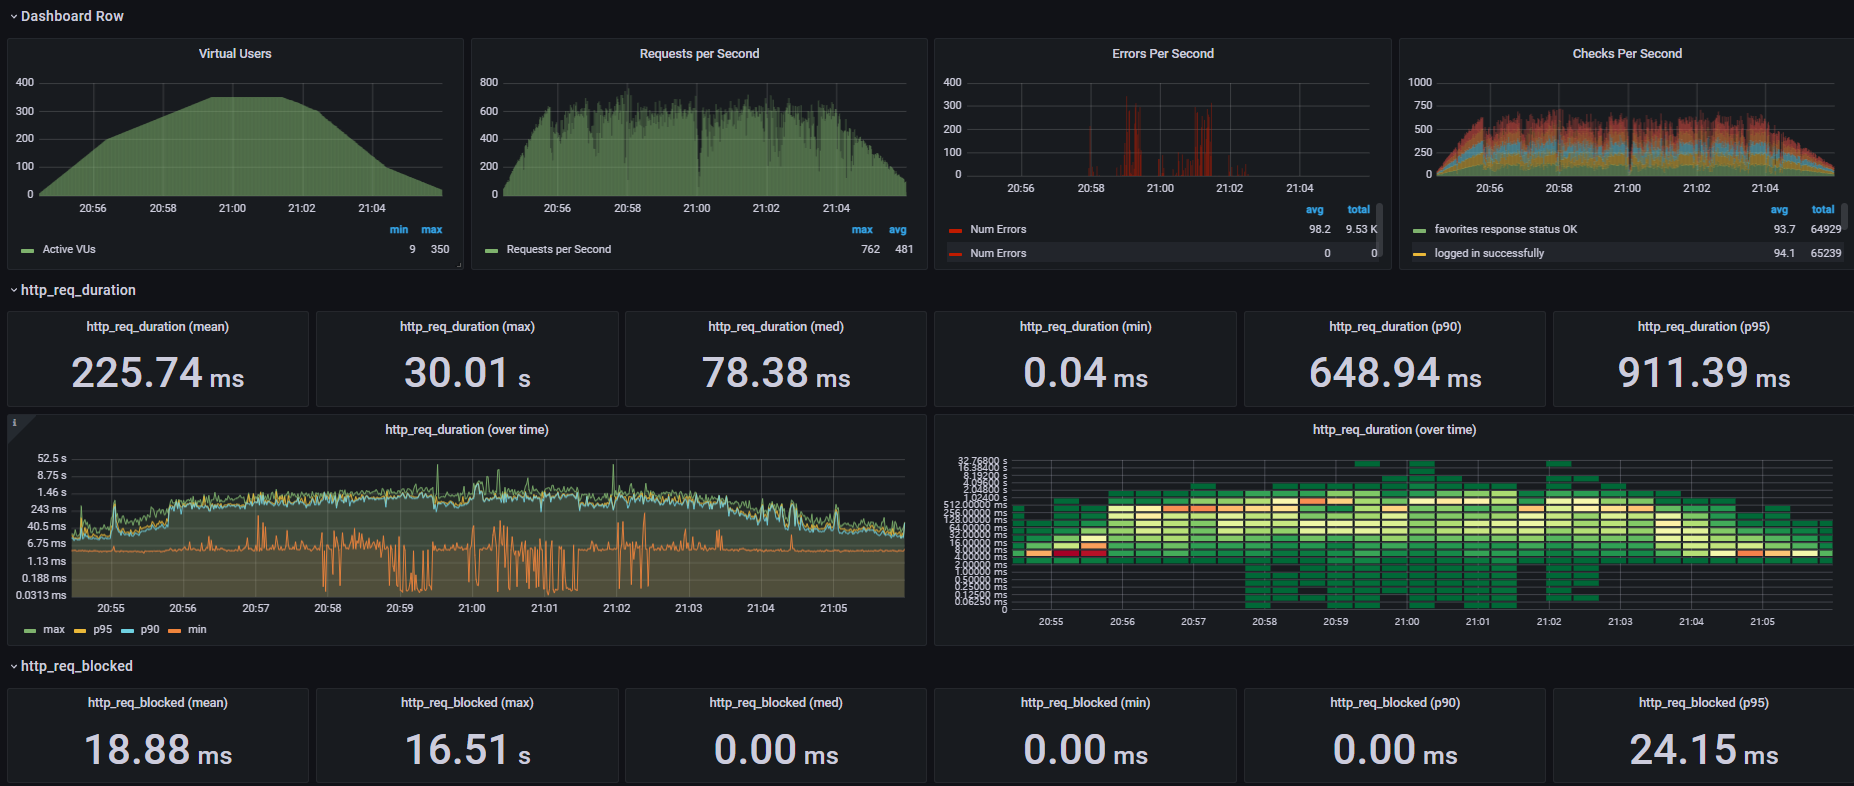 Dashboard Row
Virtual Users
400
300
200
100
0
20:56 20:58 21:00 21:02 21:04
min max
Active VUs 9 350
Requests per Second
800
600
400
200
0
20:56 20:58 21:00 21:02 21:04
max avg
Requests per Second 762 481
Errors Per Second
400
300
200
100
0
20:56 20:58 21:00 21:02 21:04
avg total
Num Errors 98.2 9.53 K
Num Errors 0 0
Checks Per Second
1000
750
500
250
0
20:56 20:58 21:00 21:02 21:04
avg total
favorites response status OK 93.7 64929
logged in successfully 94.1 65239
http_req_duration
http_req_duration (mean)
225.74 ms
http_req_duration (max)
30.01 s
http_req_duration (med)
78.38 ms
http_req_duration (min)
0.04 ms
http_req_duration (p90)
648.94 ms
http_req_duration (p95)
911.39 ms
i
http_req_duration (over time)
52.5 s
8.75 s
1.46 s
243 ms
40.5 ms
6.75 ms
1.13 ms
0.188 ms
0.0313 ms
20:55 20:56 20:57 20:58 20:59 21:00 21:01 21:02 21:03 21:04 21:05
max p95 p90 min
http_req_duration (over time)
32.76800 s
16.38400 s
8.19200 s
4.09600 s
2.04800 s
1.02400 s
512.00000 ms
256.00000 ms
128.00000 ms
64.00000 ms
32.00000 ms
16.00000 ms
8.00000 ms
4.00000 ms
2.00000 ms
1.00000 ms
0.50000 ms
0.25000 ms
0.12500 ms
0.06250 ms
0
20:55 20:56 20:57 20:58 20:59 21:00 21:01 21:02 21:03 21:04 21:05
http_req_blocked
http_req_blocked (mean)
18.88 ms
http_req_blocked (max)
16.51 s
http_req_blocked (med)
0.00 ms
http_req_blocked (min)
0.00 ms
http_req_blocked (p90)
0.00 ms
http_req_blocked (p95)
24.15 ms